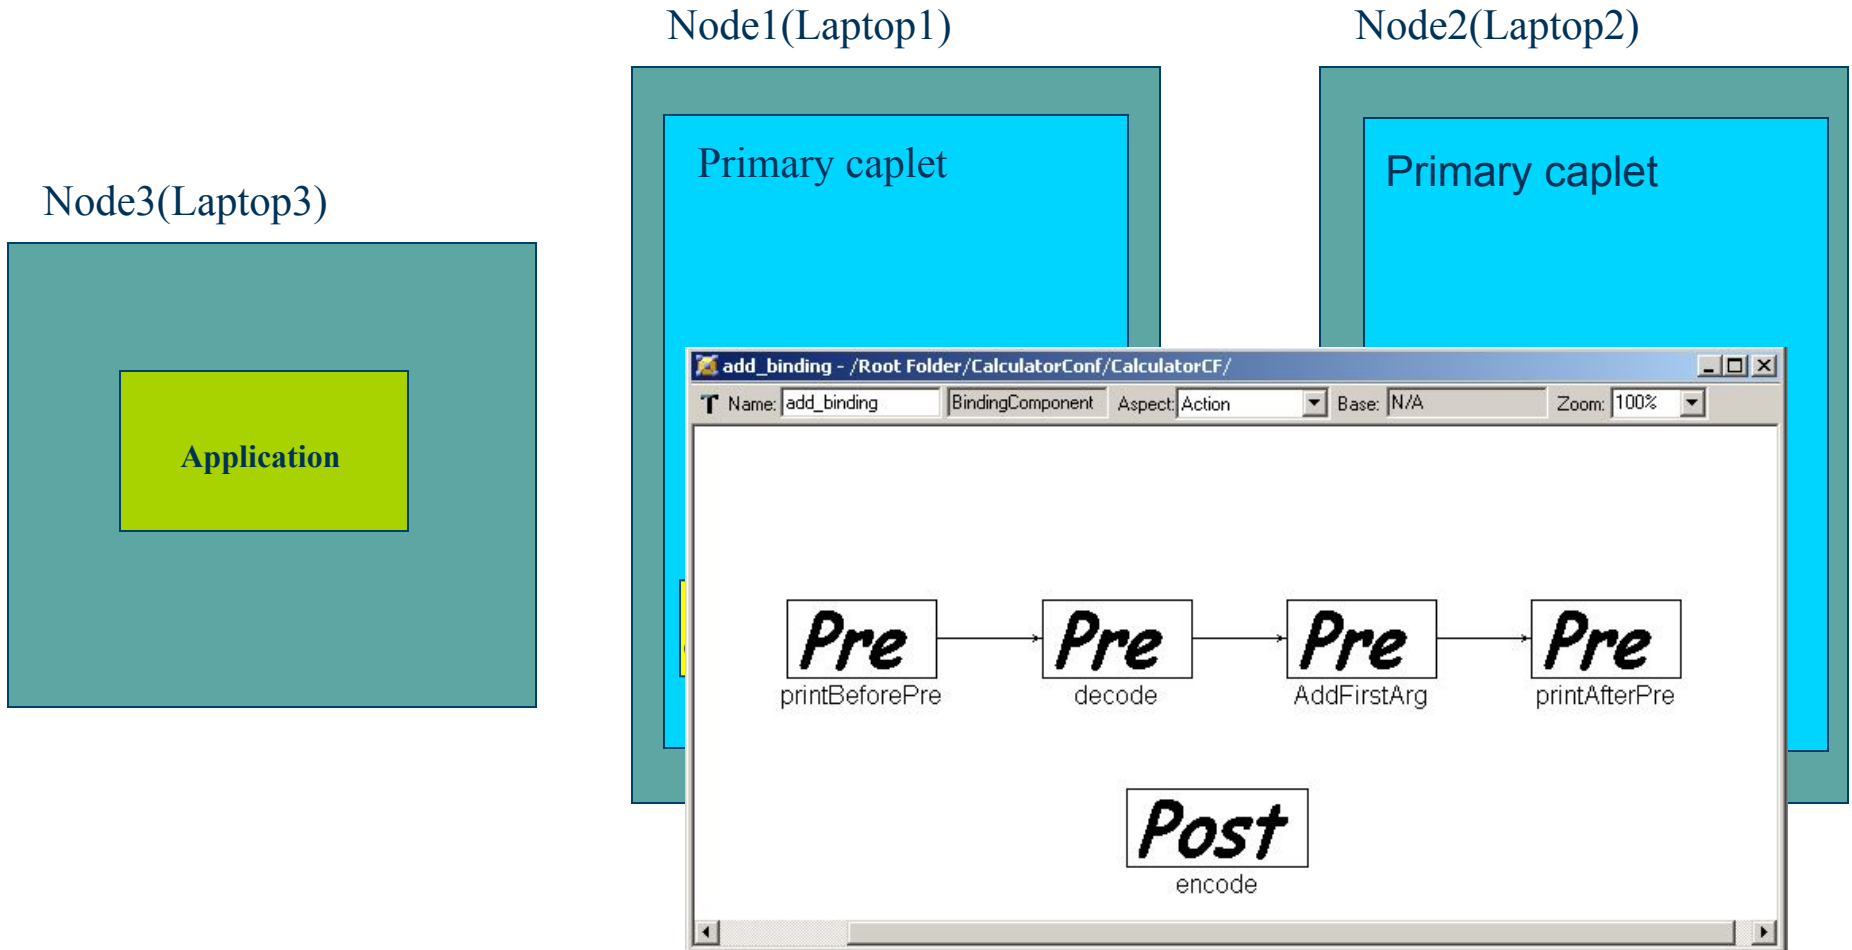 Node1(Laptop1)
Node2(Laptop2)
Primary caplet
Primary caplet
Node3(Laptop3)
Application
add_binding - /Root Folder/CalculatorConf/CalculatorCF/
Name: add_binding BindingComponent Aspect: Action Base: N/A Zoom: 100%
Pre Pre Pre Pre
printBeforePre decode AddFirstArg printAfterPre
Post
encode